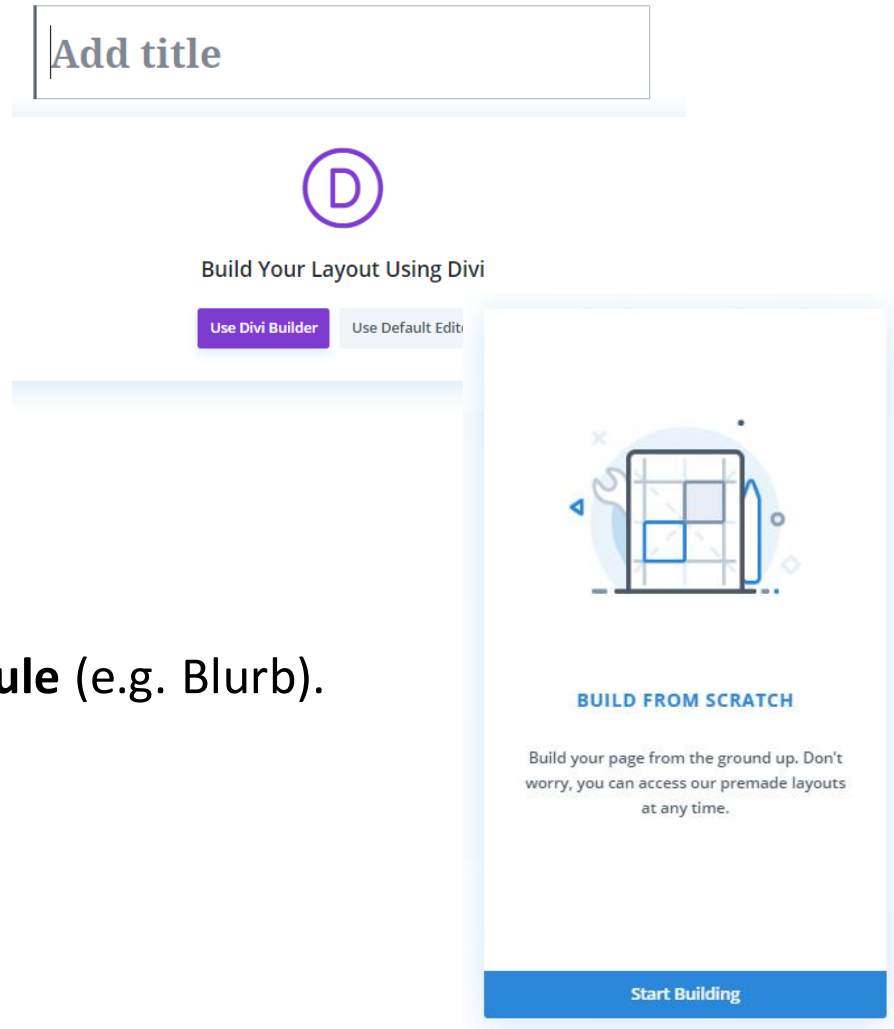 Add title
D
Build Your Layout Using Divi
Use Divi Builder
Use Default Edit
ule (e.g. Blurb).
BUILD FROM SCRATCH
Build your page from the ground up. Don't
worry, you can access our premade layouts
at any time.
Start Building